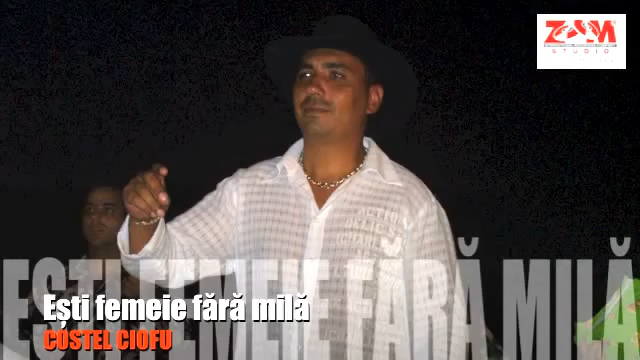 ZOOM
STUDIO
EȘTI FEMEIE FĂRĂ MILĂ
Ești femeie fără milă
COSTEL CIOFU